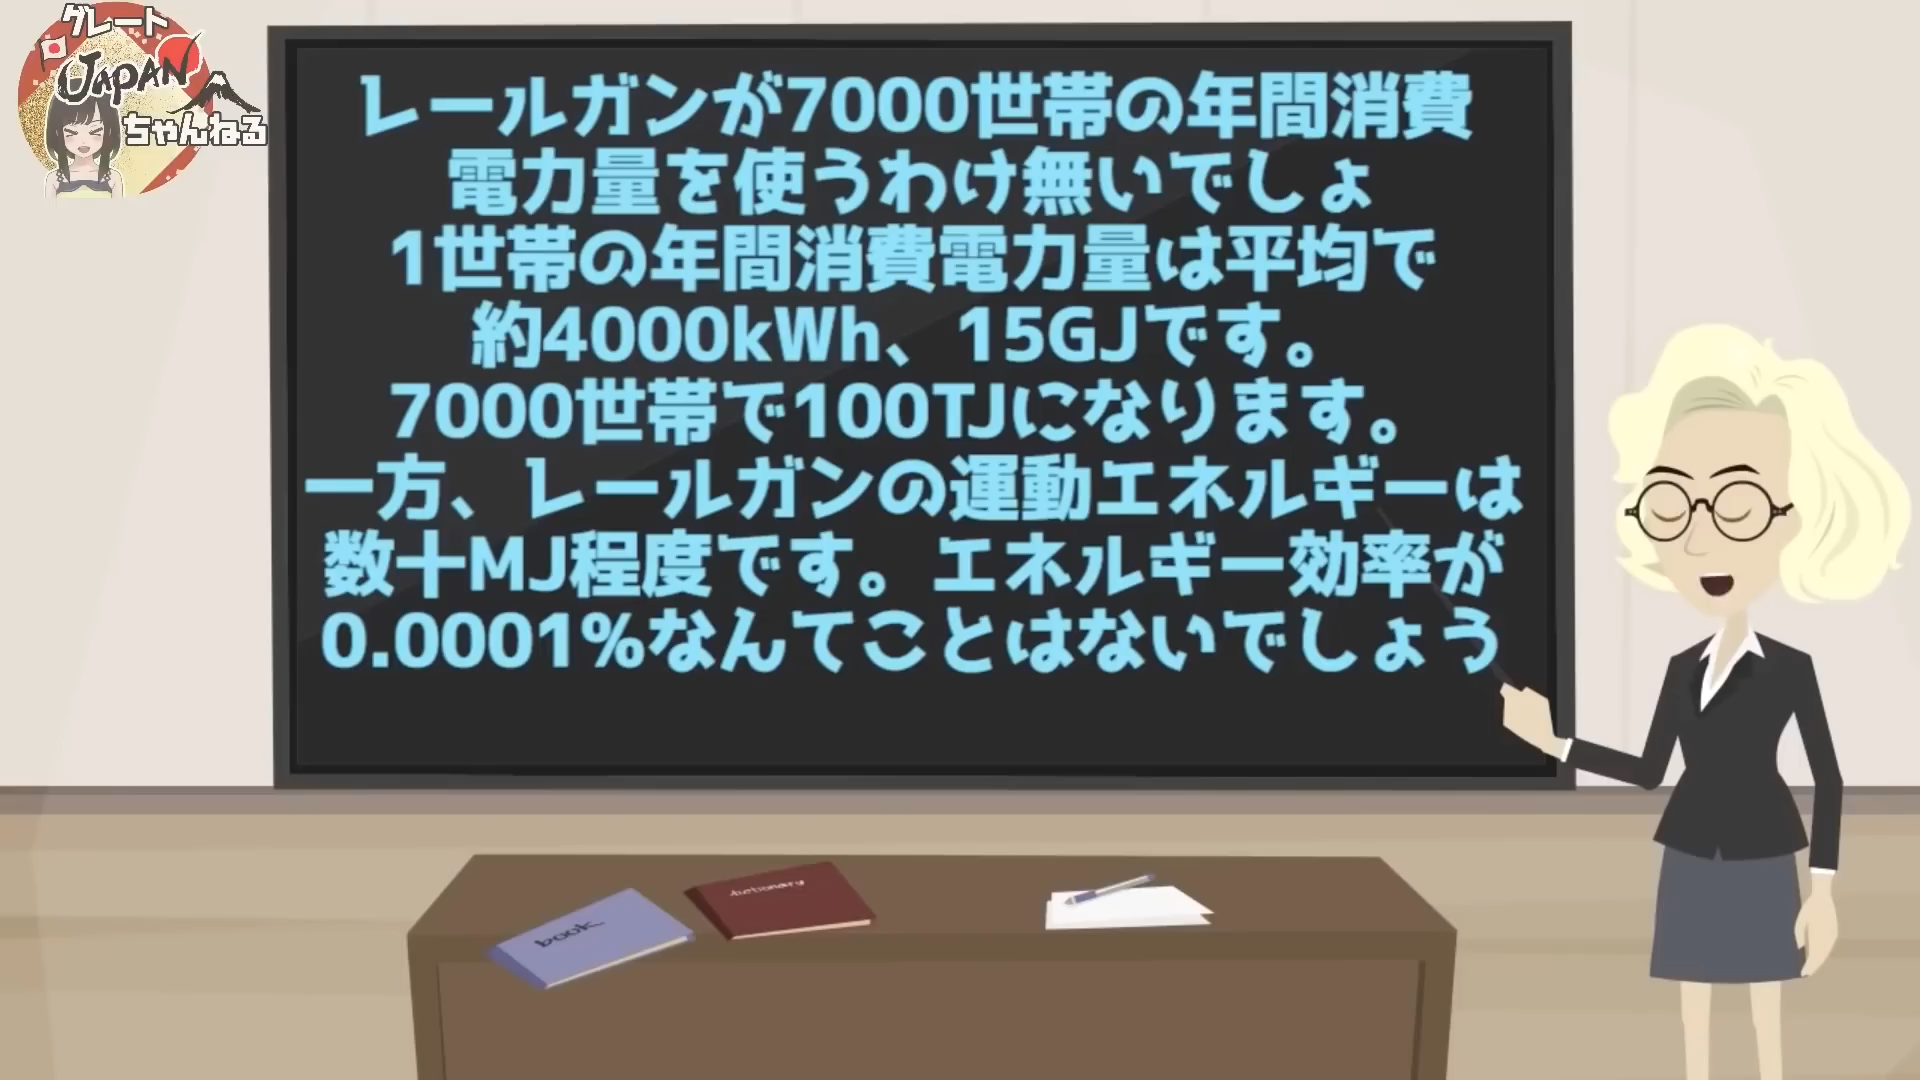 グレート
JAPAN
ちゃんねる
レールガンが7000世帯の年間消費
電力量を使うわけ無いでしょ
1世帯の年間消費電力量は平均で
約4000kWh、15GJです。
7000世帯で100TJになります。
一方、レールガンの運動エネルギーは
数十MJ程度です。エネルギー効率が
0.0001%なんてことはないでしょう
book
dictionary